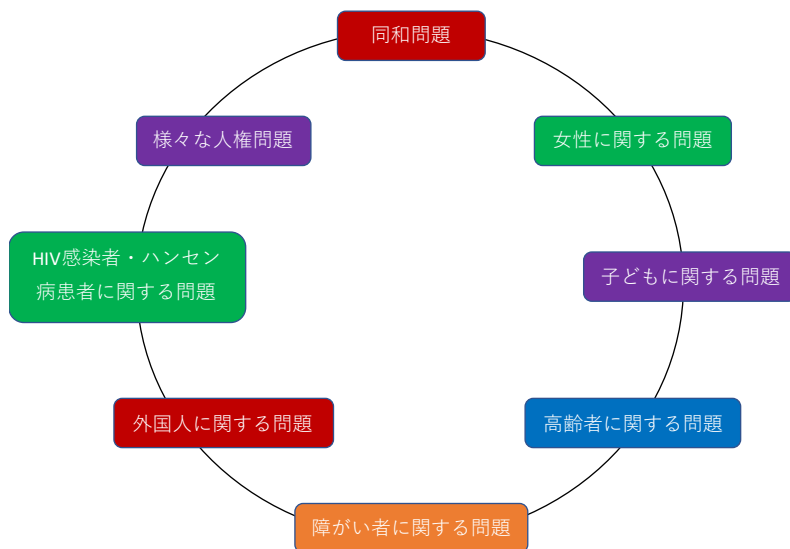 同和問題
様々な人権問題
女性に関する問題
HIV感染者・ハンセン
病患者に関する問題
子どもに関する問題
外国人に関する問題
高齢者に関する問題
障がい者に関する問題